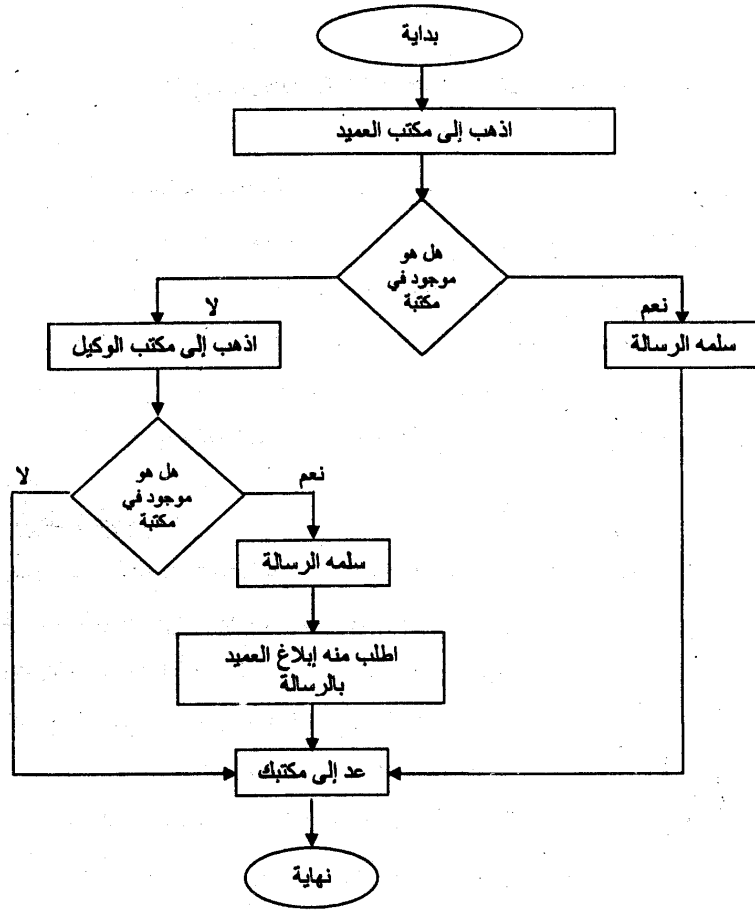 بداية
اذهب إلى مكتب العميد
هل هو
موجود في
مكتبة
نعم
لا
سلمه الرسالة
اذهب إلى مكتب الوكيل
هل هو
موجود في
مكتبة
نعم
لا
سلمه الرسالة
اطلب منه إبلاغ العميد
بالرسالة
عد إلى مكتبك
نهاية